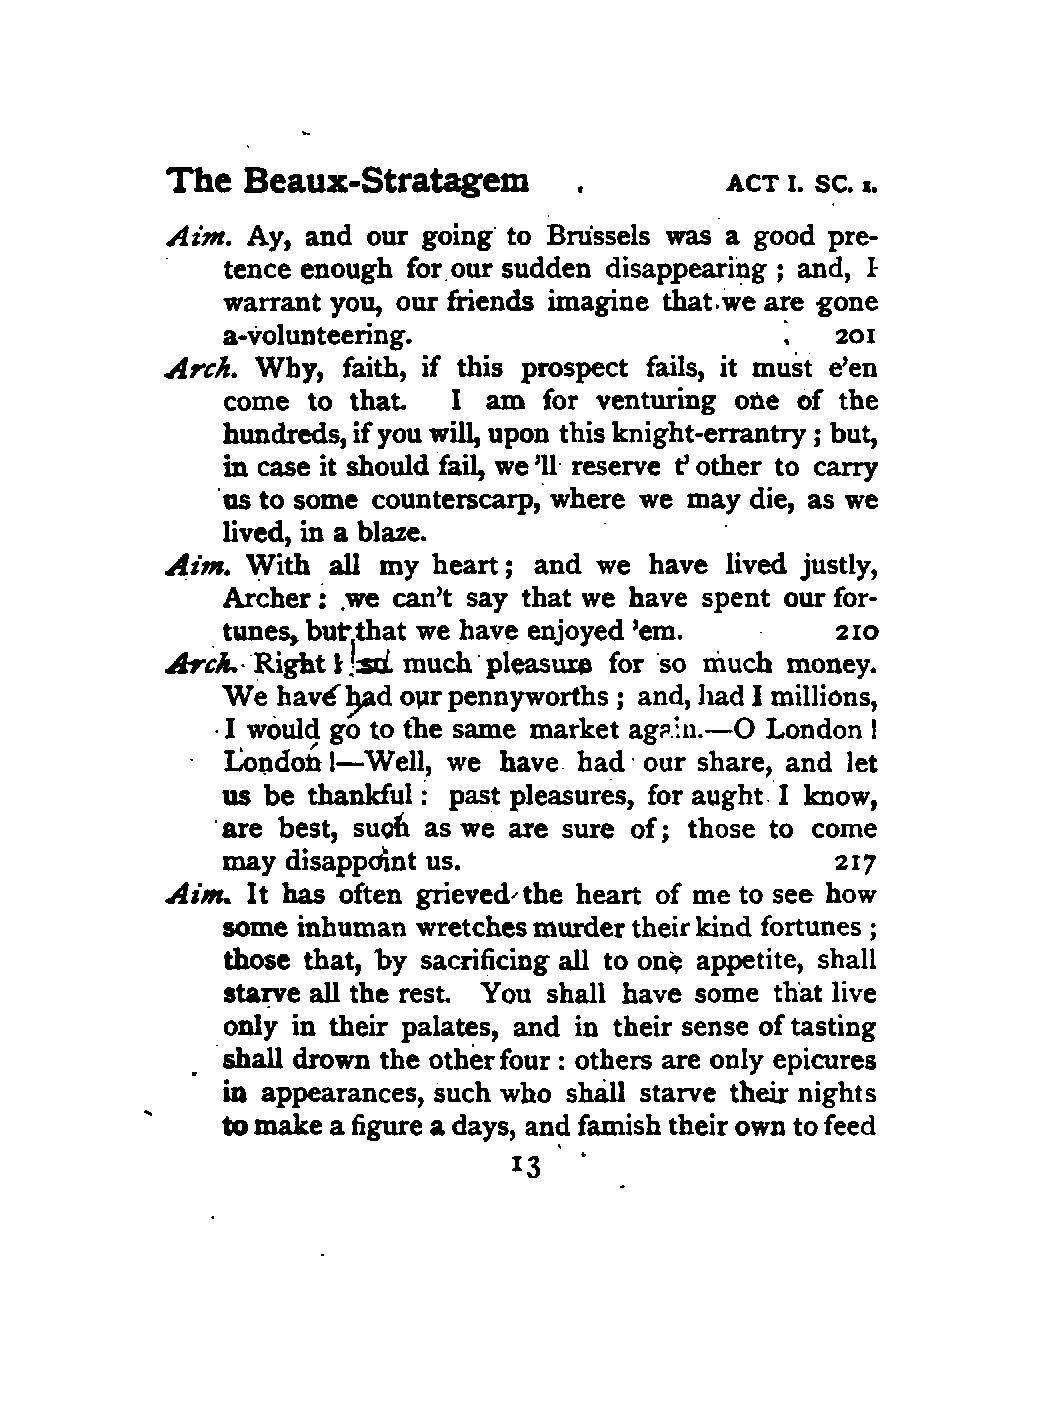 The Beaux-Stratagem ACT I. SC. I.
Aim. Ay, and our going to Brussels was a good pre-
tence enough for our sudden disappearing ; and, I
warrant you, our friends imagine that we are gone
a-volunteering. 201
Arch. Why, faith, if this prospect fails, it must e'en
come to that. I am for venturing one of the
hundreds, if you will, upon this knight-errantry ; but,
in case it should fail, we 'll reserve t' other to carry
us to some counterscarp, where we may die, as we
lived, in a blaze.
Aim. With all my heart ; and we have lived justly,
Archer : we can't say that we have spent our for-
tunes, but that we have enjoyed 'em. 210
Arch. Right ! much pleasure for so much money.
We have had our pennyworths ; and, had I millions,
I would go to the same market again.—O London !
London !—Well, we have had our share, and let
us be thankful : past pleasures, for aught I know,
are best, such as we are sure of ; those to come
may disappoint us. 217
Aim. It has often grieved the heart of me to see how
some inhuman wretches murder their kind fortunes ;
those that, by sacrificing all to one appetite, shall
starve all the rest. You shall have some that live
only in their palates, and in their sense of tasting
shall drown the other four : others are only epicures
in appearances, such who shall starve their nights
to make a figure a days, and famish their own to feed
13